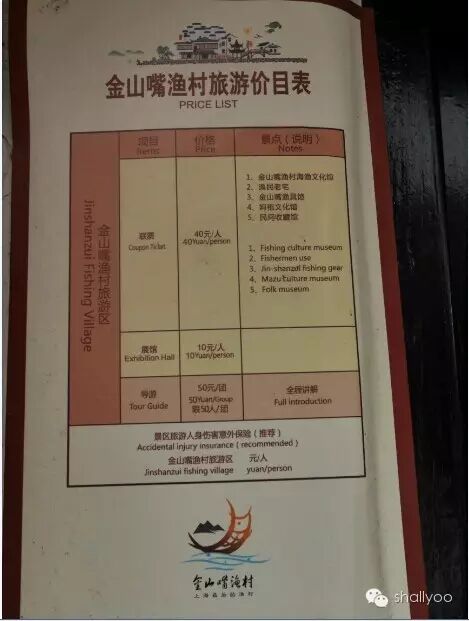 金山嘴渔村旅游价目表
PRICE LIST
金山嘴渔村旅游区
Jinshanzui Fishing Village
项目
Items
价格
Price
景点（说明）
Notes
联票
Coupon Ticket
40元/人
40Yuan/person
1、金山嘴渔村海渔文化馆
2、渔民老宅
3、金山嘴渔具馆
4、妈祖文化馆
5、民间收藏馆
1、Fishing culture museum
2、Fishermen use
3、Jin-shanzui fishing gear
4、Mazu culture museum
5、Folk museum
展馆
Exhibition Hall
10元/人
10Yuan/person
导游
Tour Guide
50元/团
50Yuan/Group
限50人/团
全程讲解
Full introduction
景区旅游人身伤害意外保险（推荐）
Accidental injury insurance（recommended）
金山嘴渔村旅游区 元/人
Jinshanzui fishing village yuan/person
金山嘴渔村
上海最后的渔村
shallyoo